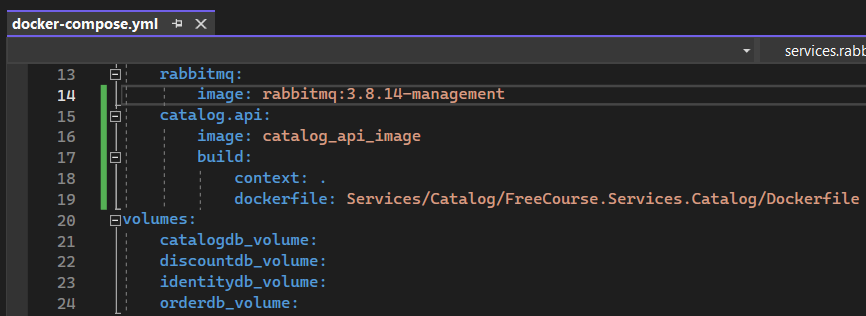 docker-compose.yml
services.rabb
13 rabbitmq:
14 image: rabbitmq:3.8.14-management
15 catalog.api:
16 image: catalog_api_image
17 build:
18 context: .
19 dockerfile: Services/Catalog/FreeCourse.Services.Catalog/Dockerfile
20 volumes:
21 catalogdb_volume:
22 discountdb_volume:
23 identitydb_volume:
24 orderdb_volume: